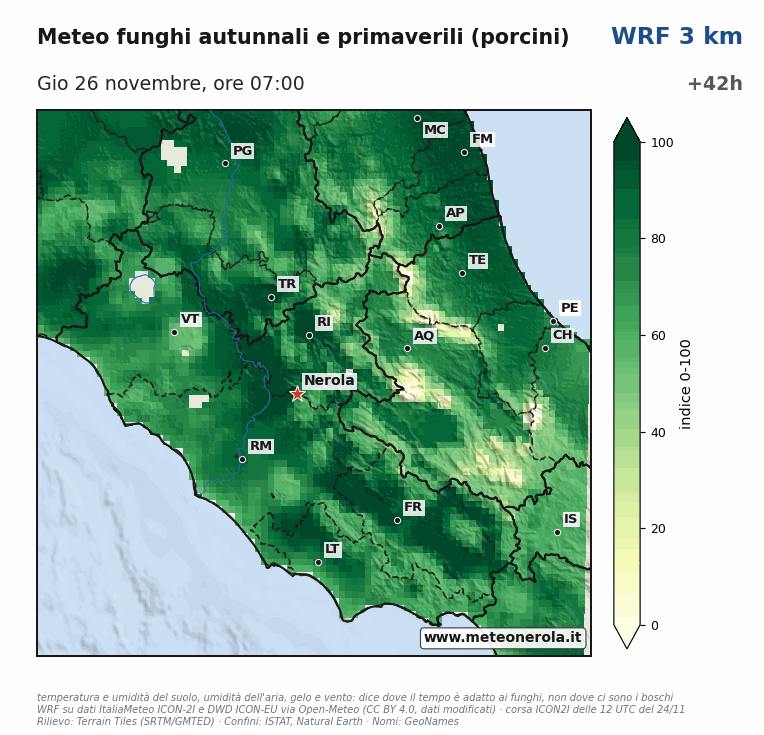 Meteo funghi autunnali e primaverili (porcini) WRF 3 km
Gio 26 novembre, ore 07:00 +42h
MC
FM
PG
AP
TE
TR
PE
VT
RI
AQ
CH
Nerola
RM
FR
IS
LT
www.meteonerola.it
100
80
60
40
20
0
indice 0-100
temperatura e umidità del suolo, umidità dell'aria, gelo e vento: dice dove il tempo è adatto ai funghi, non dove ci sono i boschi
WRF su dati ItaliaMeteo ICON-2I e DWD ICON-EU via Open-Meteo (CC BY 4.0, dati modificati) · corsa ICON2I delle 12 UTC del 24/11
Rilievo: Terrain Tiles (SRTM/GMTED) · Confini: ISTAT, Natural Earth · Nomi: GeoNames